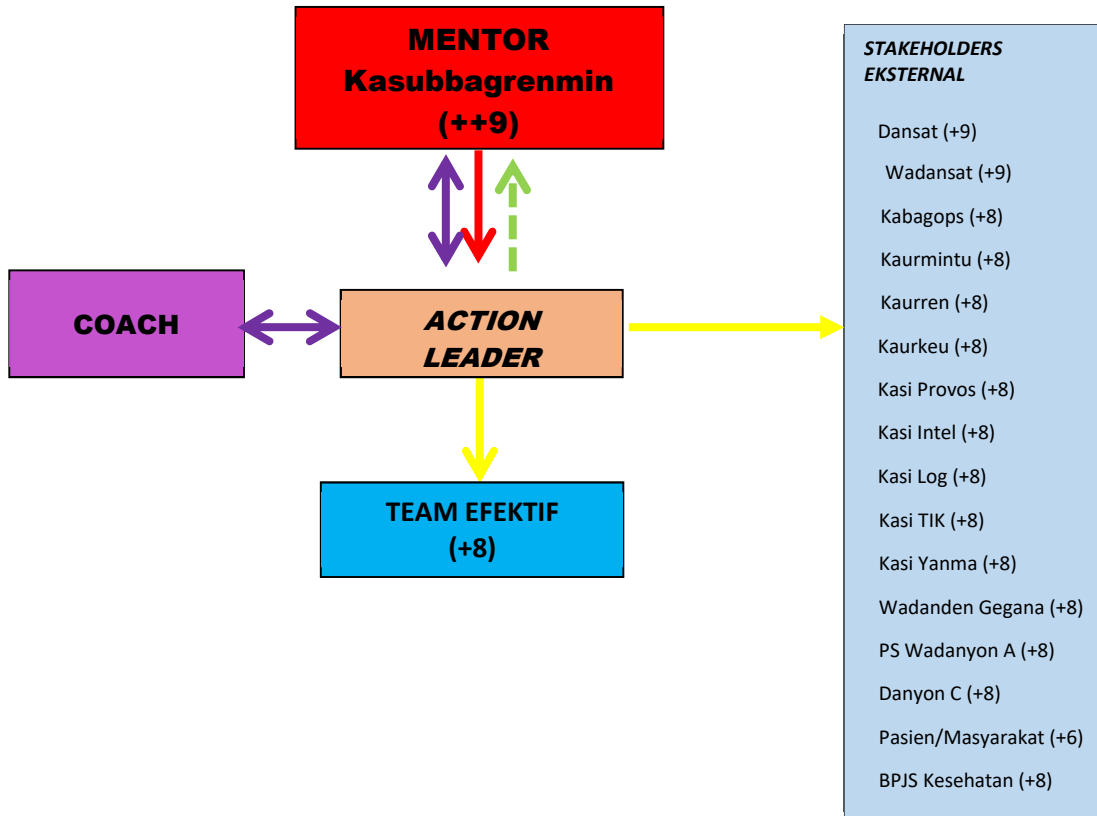 MENTOR
Kasubbagrenmin
(++9)
COACH
ACTION
LEADER
TEAM EFEKTIF
(+8)
STAKEHOLDERS
EKSTERNAL
Dansat (+9)
Wadansat (+9)
Kabagops (+8)
Kaurmintu (+8)
Kaurren (+8)
Kaurkeu (+8)
Kasi Provos (+8)
Kasi Intel (+8)
Kasi Log (+8)
Kasi TIK (+8)
Kasi Yanma (+8)
Wadanden Gegana (+8)
PS Wadanyon A (+8)
Danyon C (+8)
Pasien/Masyarakat (+6)
BPJS Kesehatan (+8)